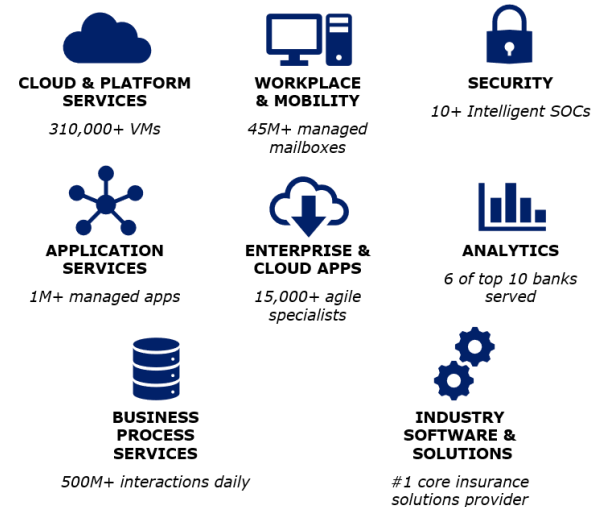 CLOUD & PLATFORM
SERVICES
310,000+ VMs
WORKPLACE
& MOBILITY
45M+ managed
mailboxes
SECURITY
10+ Intelligent SOCs
APPLICATION
SERVICES
1M+ managed apps
ENTERPRISE &
CLOUD APPS
15,000+ agile
specialists
ANALYTICS
6 of top 10 banks
served
BUSINESS
PROCESS
SERVICES
500M+ interactions daily
INDUSTRY
SOFTWARE &
SOLUTIONS
#1 core insurance
solutions provider